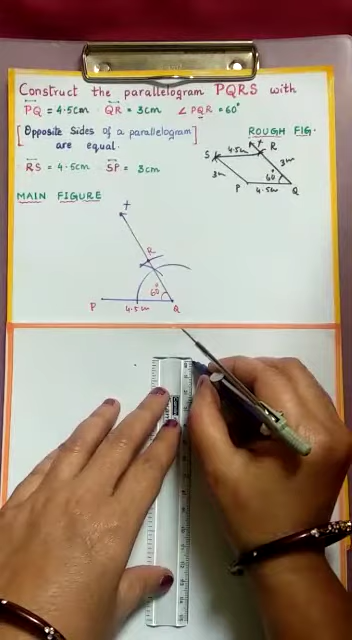 Construct the parallelogram PQRS with
PQ = 4.5cm QR = 3cm ∠ PQR = 60°
[ Opposite Sides of a parallelogram are equal. ]
ROUGH FIG.
RS = 4.5cm SP = 3cm
S 4.5cm R
3cm 60° 3cm
P 4.5cm Q
MAIN FIGURE
R
60°
P 4.5cm Q